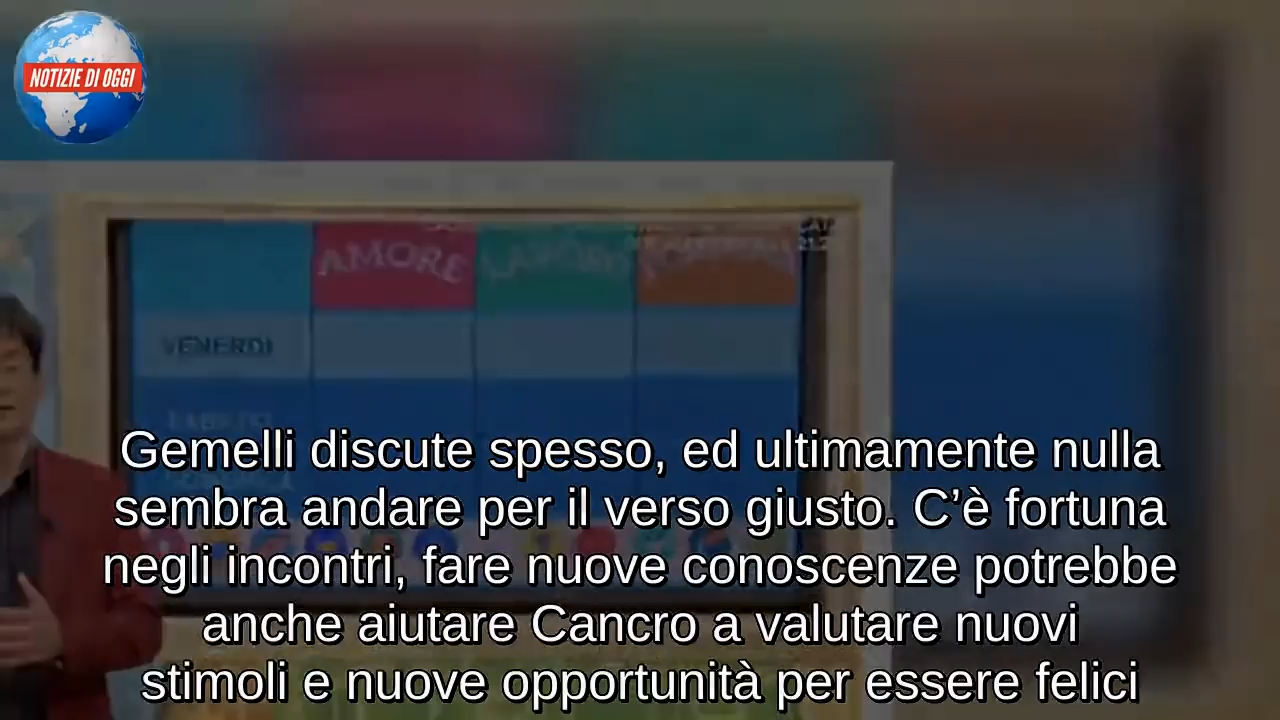 NOTIZIE DI OGGI
AMORE
LAVORO
VENERDI
Gemelli discute spesso, ed ultimamente nulla
sembra andare per il verso giusto. C’è fortuna
negli incontri, fare nuove conoscenze potrebbe
anche aiutare Cancro a valutare nuovi
stimoli e nuove opportunità per essere felici